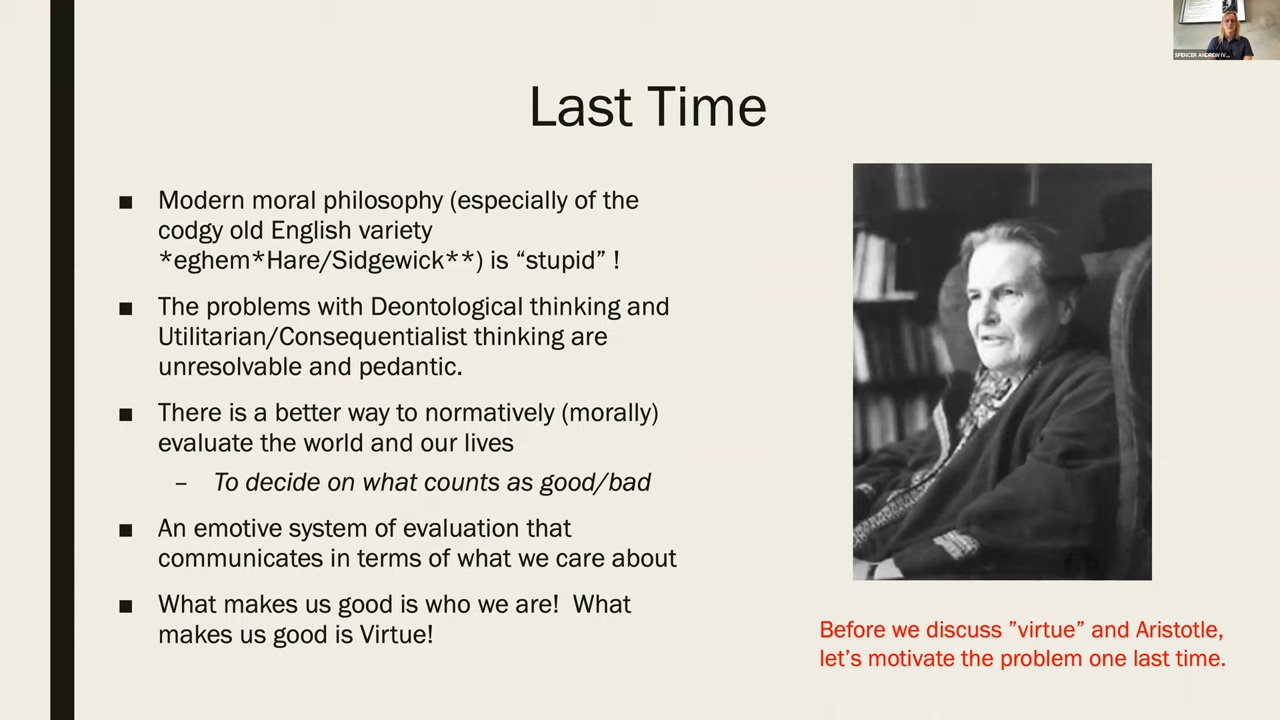 SPENCER ANDREW IV...
Last Time
■ Modern moral philosophy (especially of the
codgy old English variety
*eghem*Hare/Sidgewick**) is “stupid” !
■ The problems with Deontological thinking and
Utilitarian/Consequentialist thinking are
unresolvable and pedantic.
■ There is a better way to normatively (morally)
evaluate the world and our lives
– To decide on what counts as good/bad
■ An emotive system of evaluation that
communicates in terms of what we care about
■ What makes us good is who we are! What
makes us good is Virtue!
Before we discuss ”virtue” and Aristotle,
let’s motivate the problem one last time.